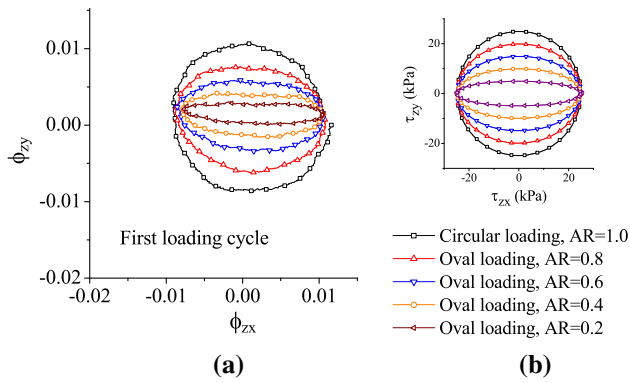 0.01
0.00
-0.01
-0.02
ϕzy
-0.02
-0.01
0.00
0.01
ϕzx
First loading cycle
(a)
20
0
-20
τzy (kPa)
-20
0
20
τzx (kPa)
Circular loading, AR=1.0
Oval loading, AR=0.8
Oval loading, AR=0.6
Oval loading, AR=0.4
Oval loading, AR=0.2
(b)